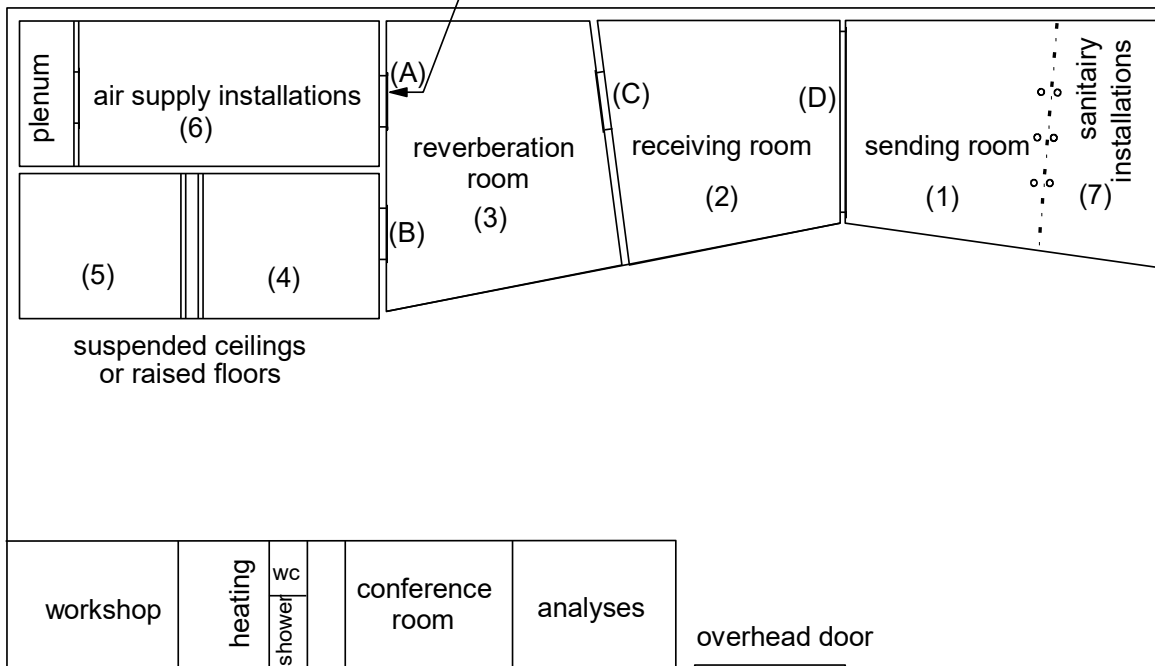 plenum
air supply installations
(6)
(A)
reverberation
room
(3)
(B)
(C)
receiving room
(2)
(D)
sending room
(1)
sanitairy
installations
(7)
(5)
(4)
suspended ceilings
or raised floors
workshop
heating
wc
shower
conference
room
analyses
overhead door